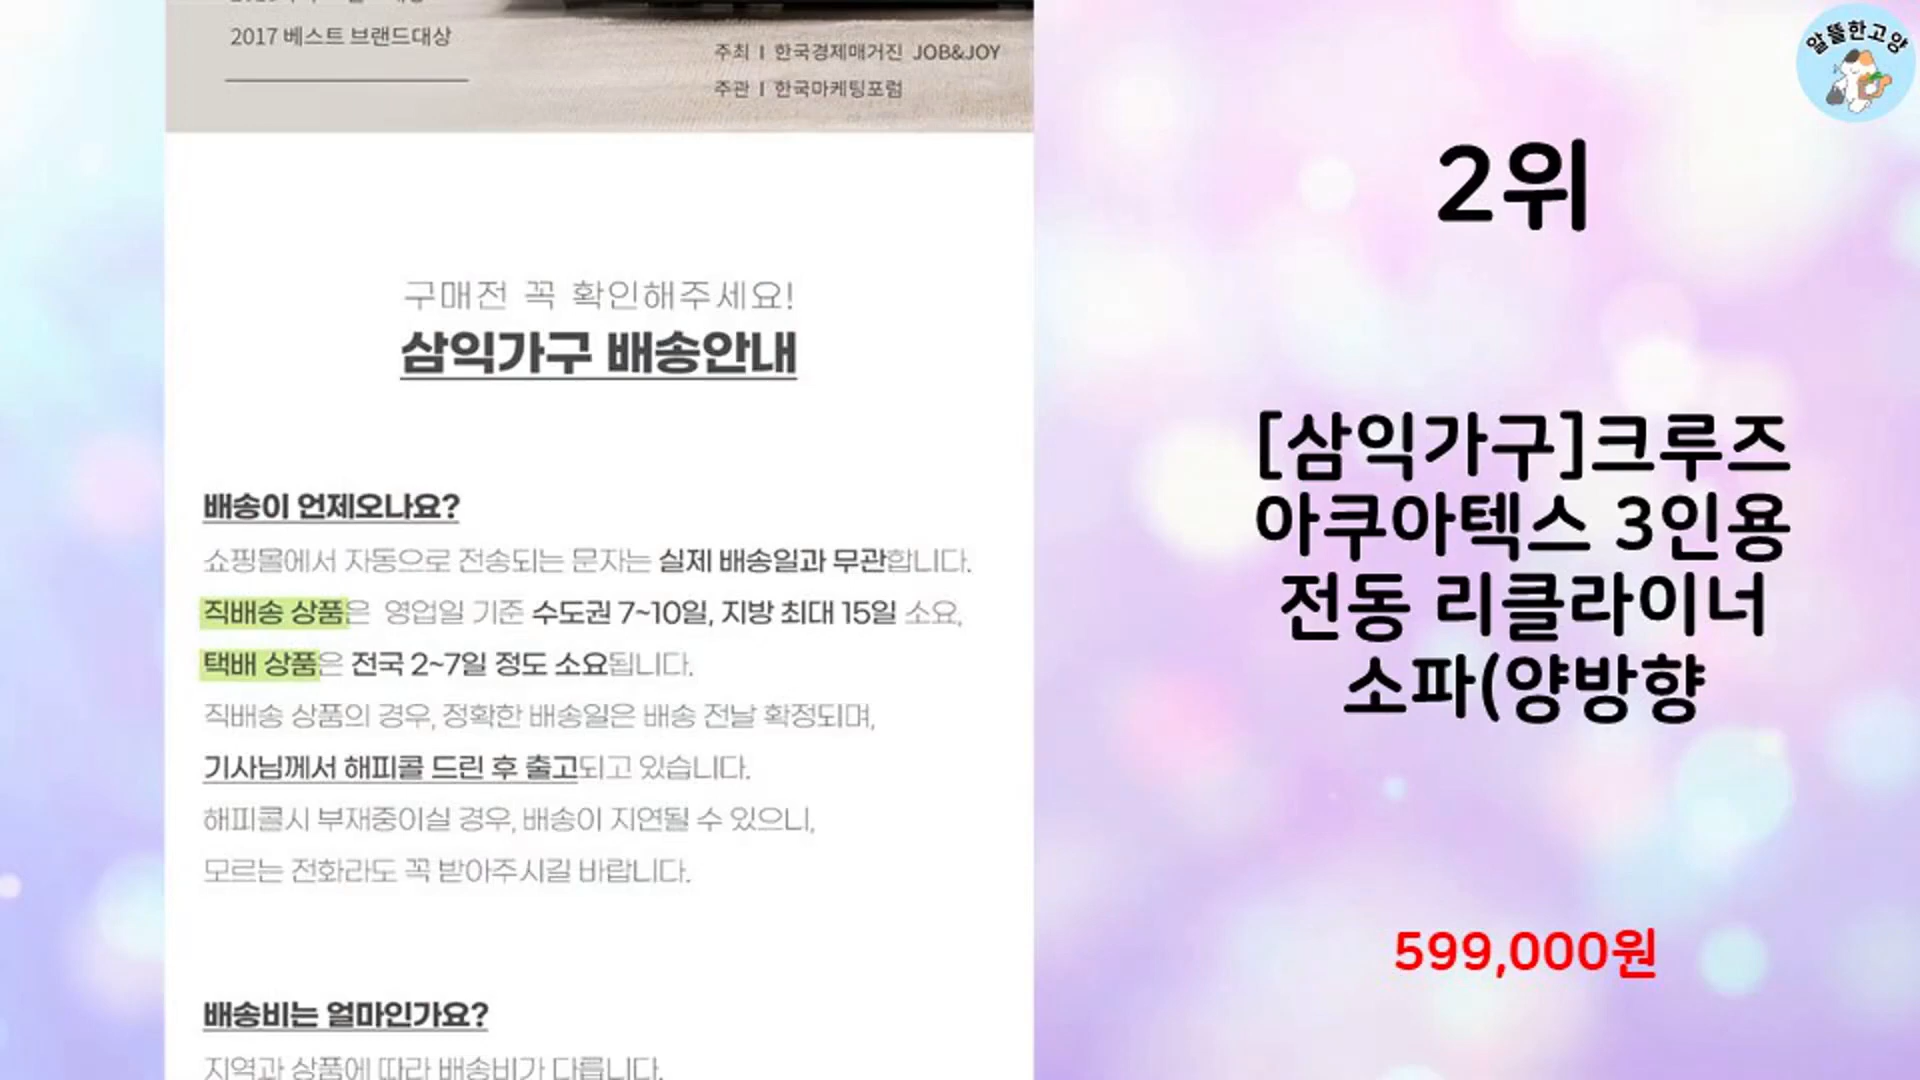 2017 베스트 브랜드대상
주최 I 한국경제매거진 JOB&JOY
주관 I 한국마케팅포럼
구매전 꼭 확인해주세요!
삼익가구 배송안내
배송이 언제오나요?
쇼핑몰에서 자동으로 전송되는 문자는 실제 배송일과 무관합니다.
직배송 상품은 영업일 기준 수도권 7~10일, 지방 최대 15일 소요,
택배 상품은 전국 2~7일 정도 소요됩니다.
직배송 상품의 경우, 정확한 배송일은 배송 전날 확정되며,
기사님께서 해피콜 드린 후 출고되고 있습니다.
해피콜시 부재중이실 경우, 배송이 지연될 수 있으니,
모르는 전화라도 꼭 받아주시길 바랍니다.
배송비는 얼마인가요?
지역과 상품에 따라 배송비가 다릅니다.
알뜰한고양
2위
[삼익가구]크루즈
아쿠아텍스 3인용
전동 리클라이너
소파(양방향
599,000원